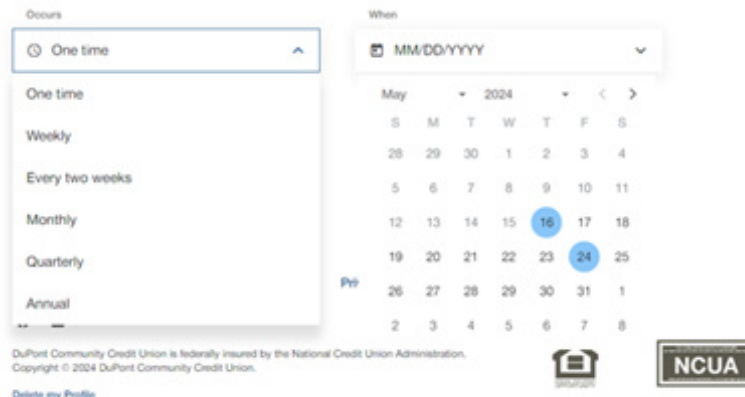 Occurs
When
One time
MM/DD/YYYY
One time
Weekly
Every two weeks
Monthly
Quarterly
Annual
May 2024
S M T W T F S
28 29 30 1 2 3 4
5 6 7 8 9 10 11
12 13 14 15 16 17 18
19 20 21 22 23 24 25
26 27 28 29 30 31 1
2 3 4 5 6 7 8
DuPont Community Credit Union is federally insured by the National Credit Union Administration.
Copyright © 2024 DuPont Community Credit Union.
NCUA
Delete my Profile